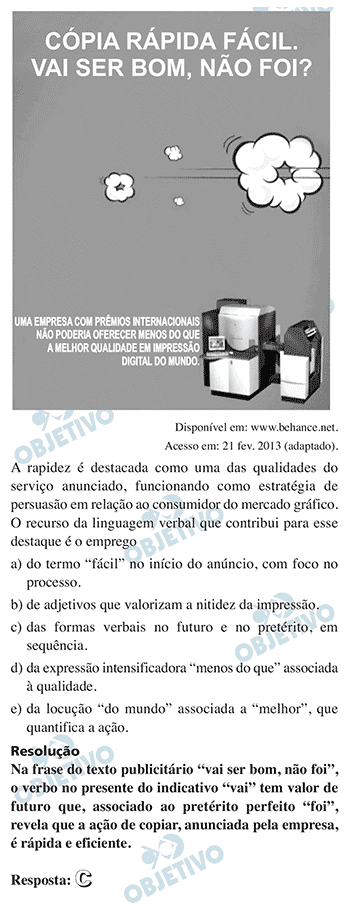 CÓPIA RÁPIDA FÁCIL.
VAI SER BOM, NÃO FOI?
UMA EMPRESA COM PRÊMIOS INTERNACIONAIS
NÃO PODERIA OFERECER MENOS DO QUE
A MELHOR QUALIDADE EM IMPRESSÃO
DIGITAL DO MUNDO.
Disponível em: www.behance.net.
Acesso em: 21 fev. 2013 (adaptado).
A rapidez é destacada como uma das qualidades do
serviço anunciado, funcionando como estratégia de
persuasão em relação ao consumidor do mercado gráfico.
O recurso da linguagem verbal que contribui para esse
destaque é o emprego
a) do termo “fácil” no início do anúncio, com foco no
processo.
b) de adjetivos que valorizam a nitidez da impressão.
c) das formas verbais no futuro e no pretérito, em
sequência.
d) da expressão intensificadora “menos do que” associada
à qualidade.
e) da locução “do mundo” associada a “melhor”, que
quantifica a ação.
Resolução
Na frase do texto publicitário “vai ser bom, não foi”,
o verbo no presente do indicativo “vai” tem valor de
futuro que, associado ao pretérito perfeito “foi”,
revela que a ação de copiar, anunciada pela empresa,
é rápida e eficiente.
Resposta: C
OBJETIVO
OBJETIVO
OBJETIVO
OBJETIVO
OBJETIVO
OBJETIVO